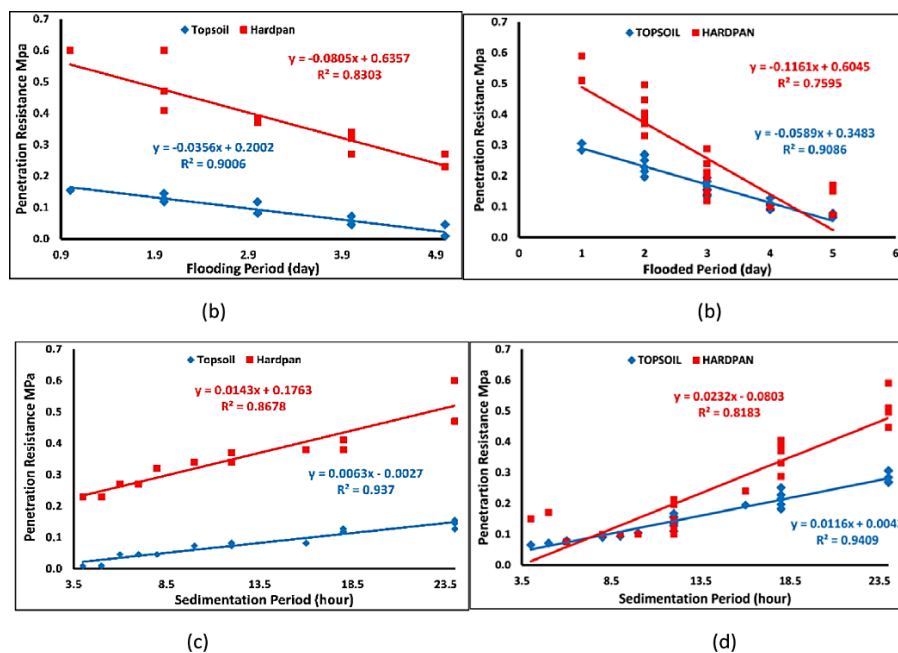 Topsoil Hardpan
Penetration Resistance Mpa
0.7
0.6
0.5
0.4
0.3
0.2
0.1
0.0
y = -0.0805x + 0.6357
R² = 0.8303
y = -0.0356x + 0.2002
R² = 0.9006
0.9 1.9 2.9 3.9 4.9
Flooding Period (day)
(b)
TOPSOIL HARDPAN
Penetration Resistance Mpa
0.7
0.6
0.5
0.4
0.3
0.2
0.1
0.0
y = -0.1161x + 0.6045
R² = 0.7595
y = -0.0589x + 0.3483
R² = 0.9086
0 1 2 3 4 5 6
Flooded Period (day)
(b)
Topsoil Hardpan
Penetration Resistance MPa
0.7
0.6
0.5
0.4
0.3
0.2
0.1
0.0
y = 0.0143x + 0.1763
R² = 0.8678
y = 0.0063x - 0.0027
R² = 0.937
3.5 8.5 13.5 18.5 23.5
Sedimentation Period (hour)
(c)
TOPSOIL HARDPAN
Penetrartion Resistance MPa
0.7
0.6
0.5
0.4
0.3
0.2
0.1
0.0
y = 0.0232x - 0.0803
R² = 0.8183
y = 0.0116x + 0.004
R² = 0.9409
3.5 8.5 13.5 18.5 23.5
Sedimentation Period (hour)
(d)